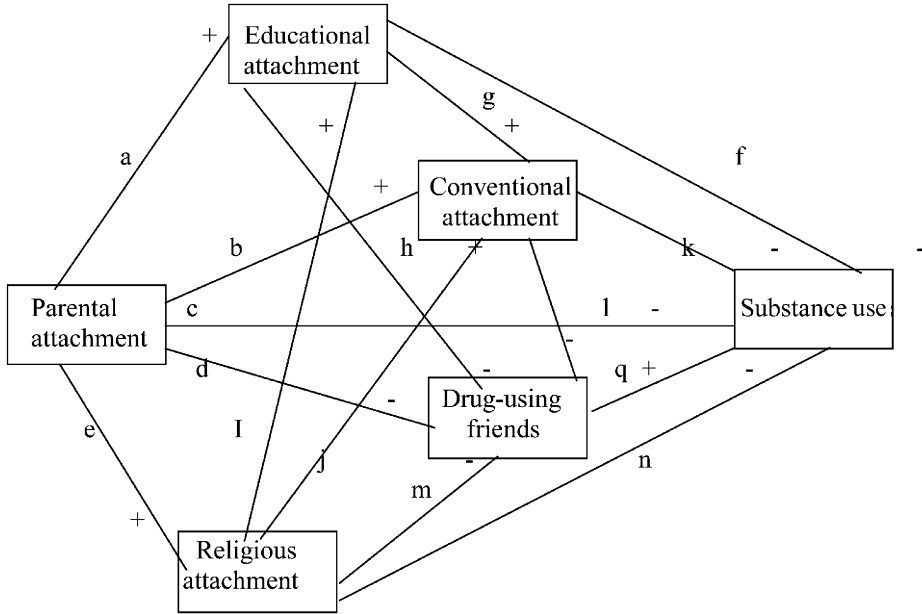 +
Educational
attachment
g
+
+
a
f
+
Conventional
attachment
b
h
+
k
-
-
Parental
attachment
c
l
-
Substance use
-
d
-
q
+
-
-
Drug-using
friends
e
I
j
-
n
m
+
Religious
attachment